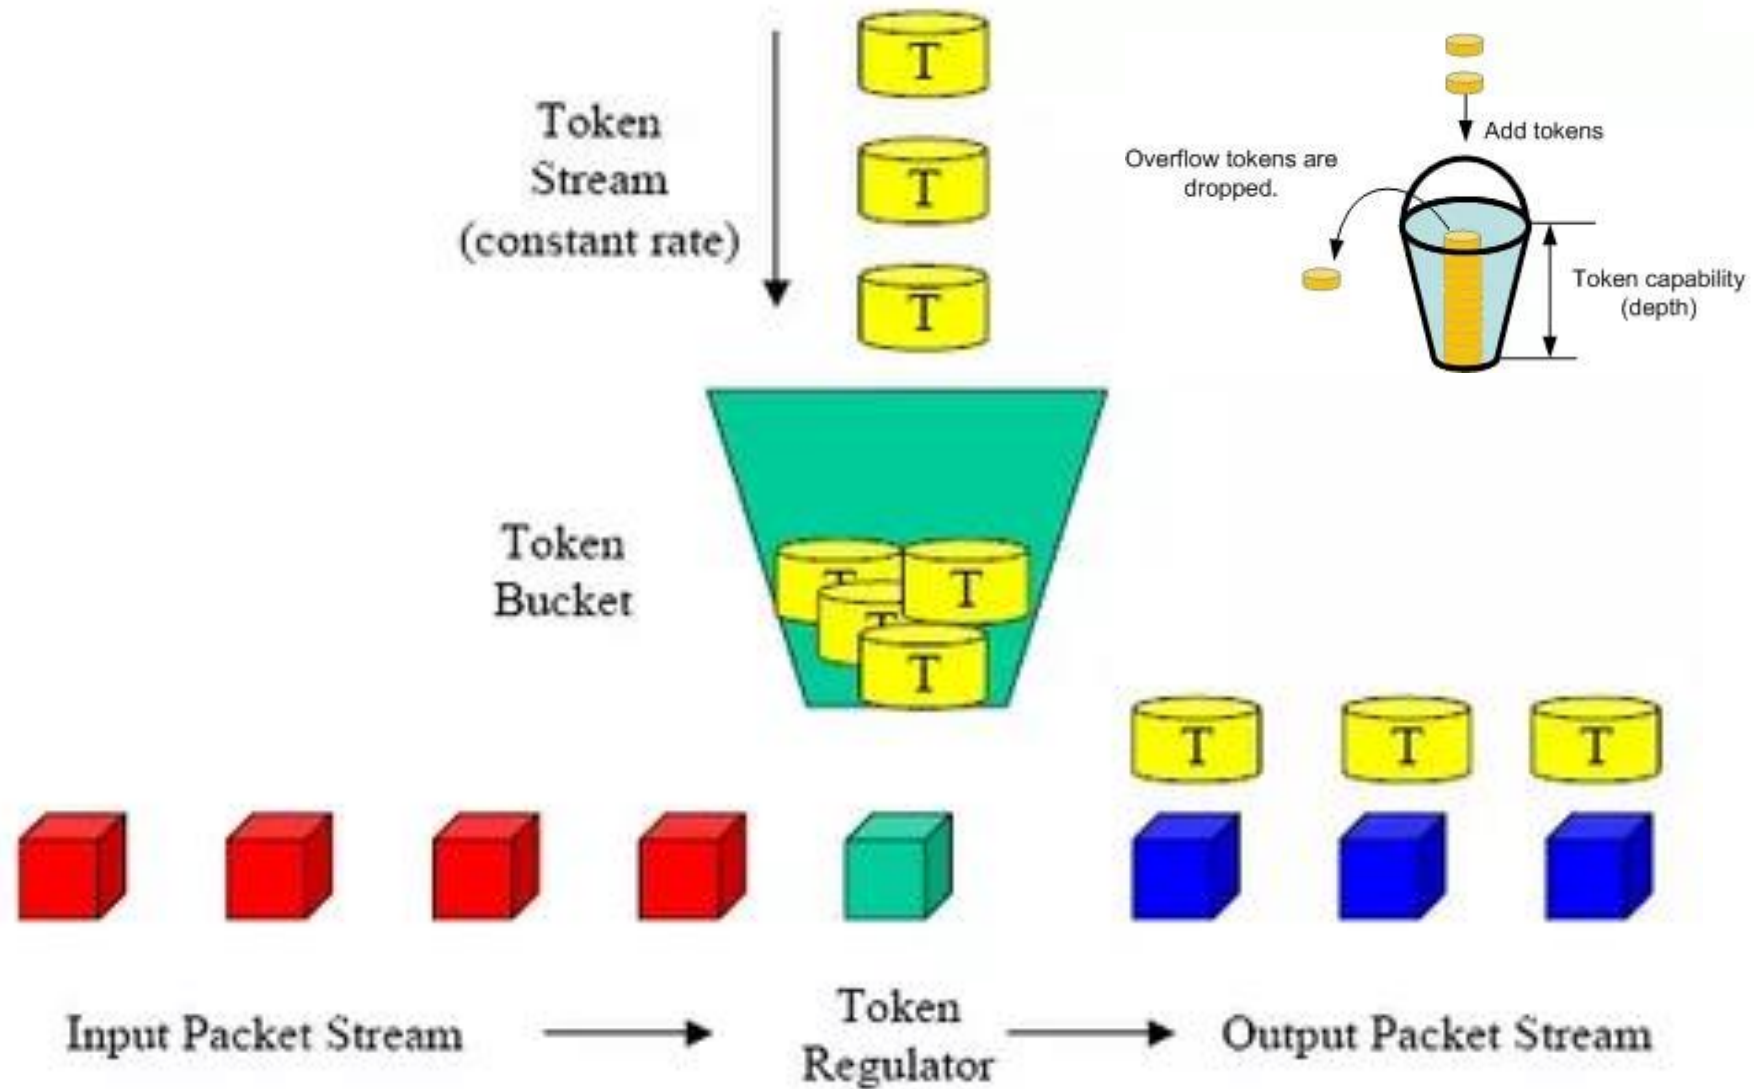 T
T
T
Token
Stream
(constant rate)
Add tokens
Overflow tokens are
dropped.
Token capability
(depth)
Token
Bucket
T
T
T
T
T
T
T
Input Packet Stream
Token
Regulator
Output Packet Stream